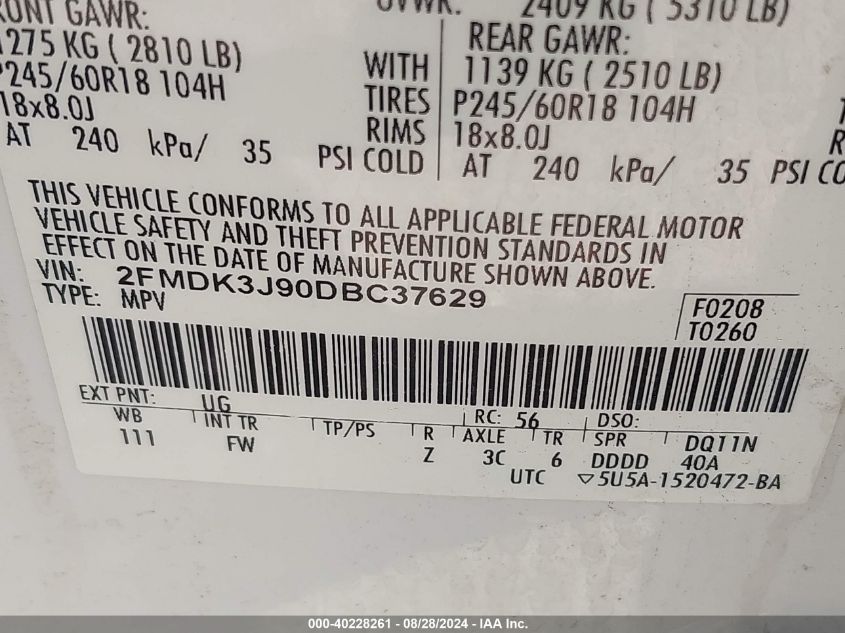 FRONT GAWR:
1275 KG ( 2810 LB)
P245/60R18 104H
18x8.0J
AT 240 kPa/ 35 PSI COLD
WITH
TIRES
RIMS
GVWR: 2409 KG ( 5310 LB)
REAR GAWR:
1139 KG ( 2510 LB)
P245/60R18 104H
18x8.0J
AT 240 kPa/ 35 PSI CO
THIS VEHICLE CONFORMS TO ALL APPLICABLE FEDERAL MOTOR
VEHICLE SAFETY AND THEFT PREVENTION STANDARDS IN
EFFECT ON THE DATE OF MANUFACTURE SHOWN ABOVE.
VIN: 2FMDK3J90DBC37629
TYPE: MPV
F0208
T0260
EXT PNT: UG RC: 56 DSO:
WB INT TR TP/PS R AXLE TR SPR DQ11N
111 FW Z 3C 6 DDDD 40A
UTC ▽5U5A-1520472-BA
000-40228261 - 08/28/2024 - IAA Inc.